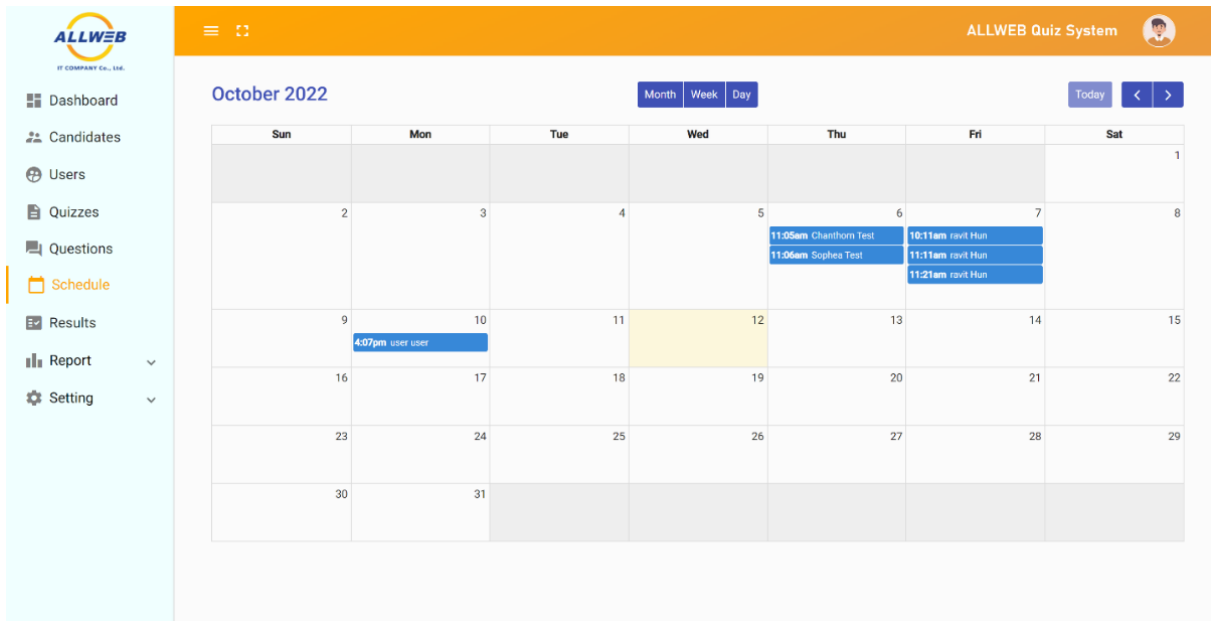 ALLWEB
IT COMPANY Co., Ltd.
Dashboard
Candidates
Users
Quizzes
Questions
Schedule
Results
Report
Setting
ALLWEB Quiz System
October 2022
Month Week Day
Today
Sun Mon Tue Wed Thu Fri Sat
1
2 3 4 5 6 7 8
11:05am Chanthorn Test 10:11am ravit Hun
11:06am Sophea Test 11:11am ravit Hun
11:21am ravit Hun
9 10 11 12 13 14 15
4:07pm user user
16 17 18 19 20 21 22
23 24 25 26 27 28 29
30 31